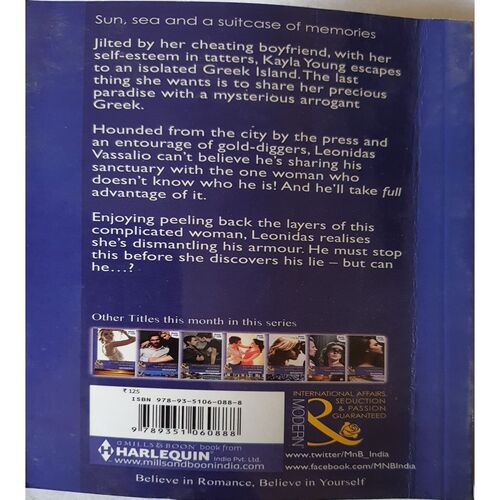 Sun, sea and a suitcase of memories
Jilted by her cheating boyfriend, with her
self-esteem in tatters, Kayla Young escapes
to an isolated Greek Island. The last
thing she wants is to share her precious
paradise with a mysterious arrogant
Greek.
Hounded from the city by the press and
an entourage of gold-diggers, Leonidas
Vassalio can't believe he's sharing his
sanctuary with the one woman who
doesn't know who he is! And he'll take full
advantage of it.
Enjoying peeling back the layers of this
complicated woman, Leonidas realises
she's dismantling his armour. He must stop
this before she discovers his lie – but can
he...?
Other Titles this month in this series
₹ 125
ISBN 978-93-5106-088-8
9 789351 060888
A MILLS & BOON book from
HARLEQUIN India Pvt. Ltd.
www.millsandboonindia.com
INTERNATIONAL AFFAIRS,
SEDUCTION
& PASSION
GUARANTEED
MODERN
www.twitter/MnB_India
www.facebook.com/MNBIndia
Believe in Romance, Believe in Yourself